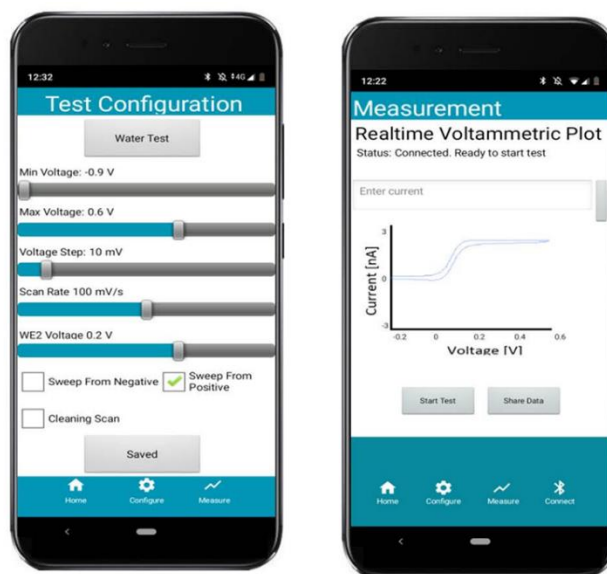 12:32
4G
Test Configuration
Water Test
Min Voltage: -0.9 V
Max Voltage: 0.6 V
Voltage Step: 10 mV
Scan Rate 100 mV/s
WE2 Voltage 0.2 V
Sweep From Negative
Sweep From
Positive
Cleaning Scan
Saved
Home Configure Measure
12:22
Measurement
Realtime Voltammetric Plot
Status: Connected. Ready to start test
Enter current
Current [nA]
3
0
-3
-0.2 0 0.2 0.4 0.6
Voltage [V]
Start Test Share Data
Home Configure Measure Connect